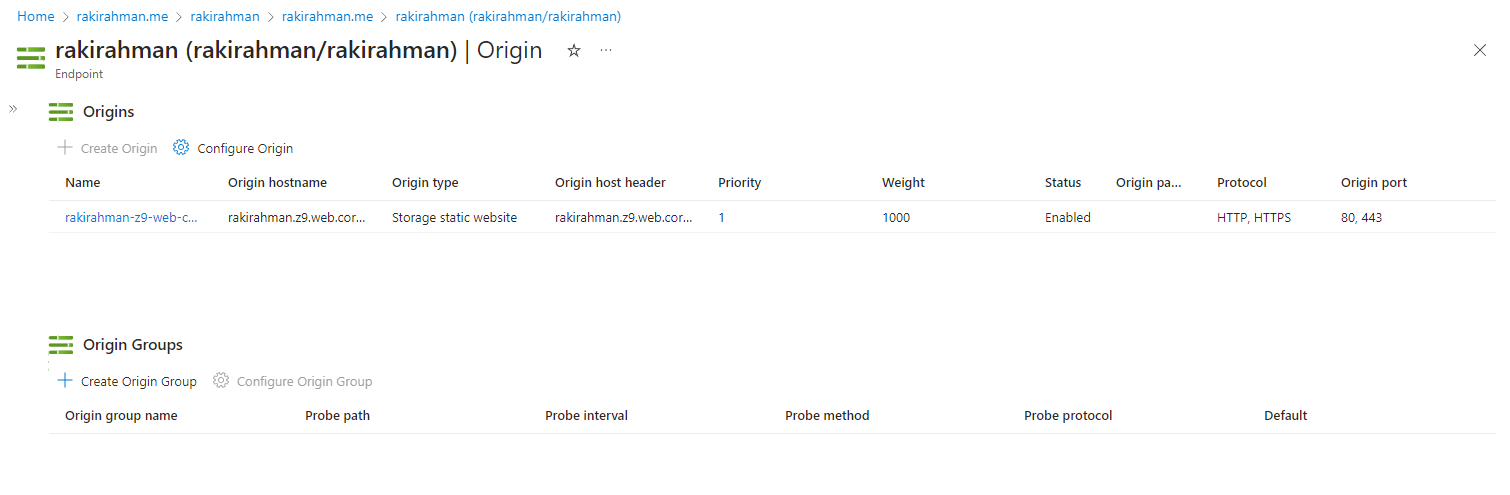 Home > rakirahman.me > rakirahman > rakirahman.me > rakirahman (rakirahman/rakirahman)
rakirahman (rakirahman/rakirahman) | Origin
Endpoint
Origins
Create Origin Configure Origin
Name Origin hostname Origin type Origin host header Priority Weight Status Origin pa... Protocol Origin port
rakirahman-z9-web-c... rakirahman.z9.web.cor... Storage static website rakirahman.z9.web.cor... 1 1000 Enabled HTTP, HTTPS 80, 443
Origin Groups
Create Origin Group Configure Origin Group
Origin group name Probe path Probe interval Probe method Probe protocol Default